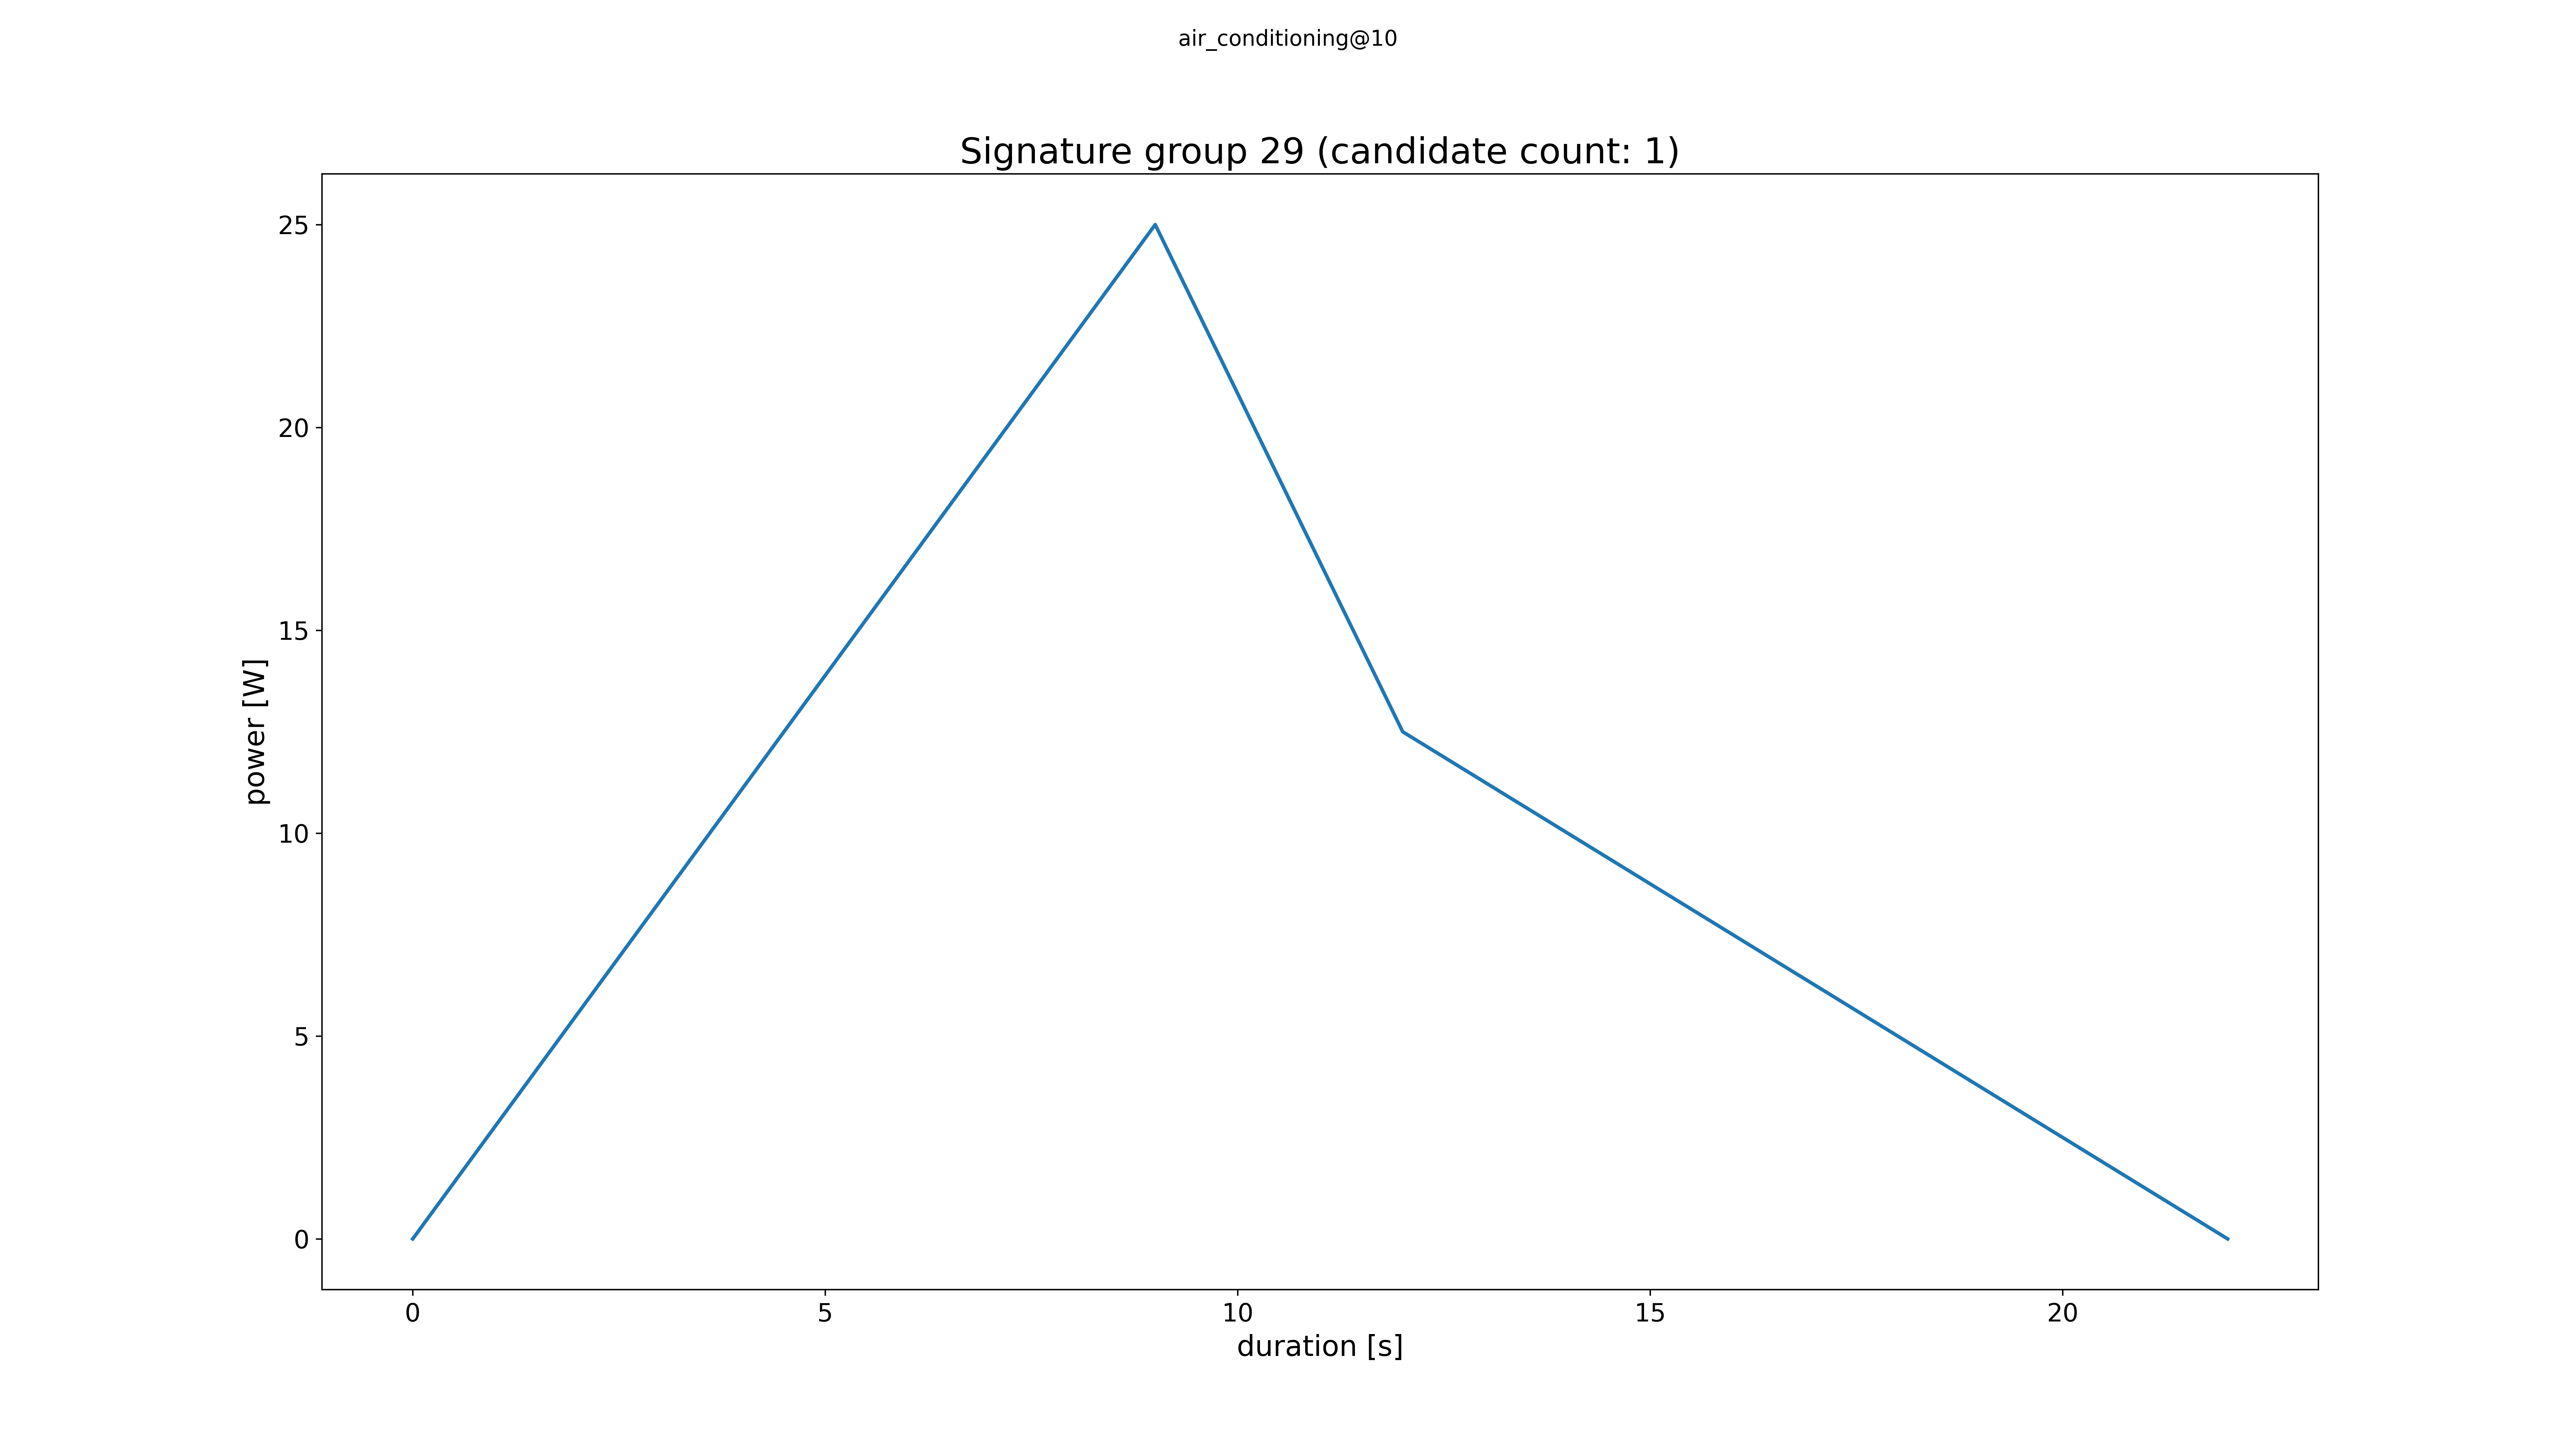 air_conditioning@10
Signature group 29 (candidate count: 1)
25
20
15
10
5
0
power [W]
0 5 10 15 20
duration [s]